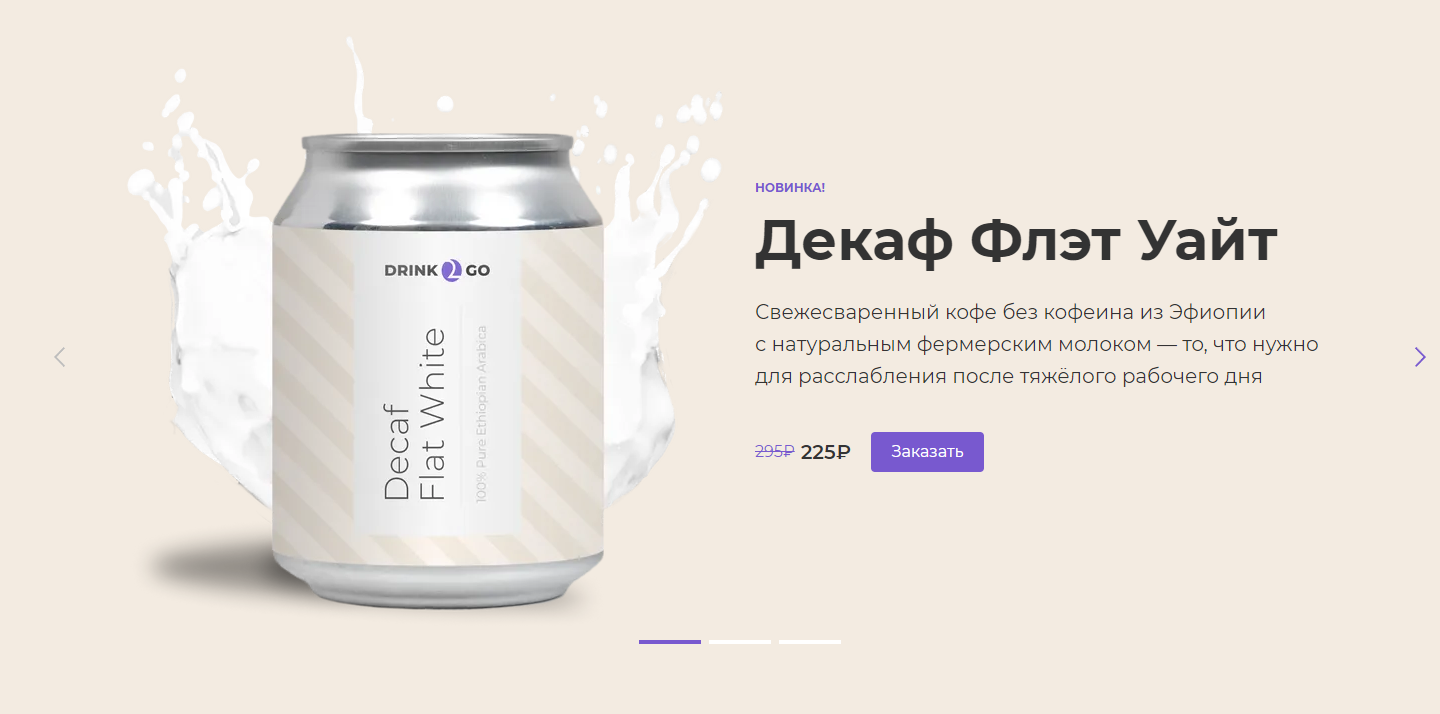 НОВИНКА!
Декаф Флэт Уайт
Свежесваренный кофе без кофеина из Эфиопии
с натуральным фермерским молоком — то, что нужно
для расслабления после тяжёлого рабочего дня
295₽ 225₽ Заказать
DRINK 2 GO
Decaf
Flat White
100% Pure Ethiopian Arabica